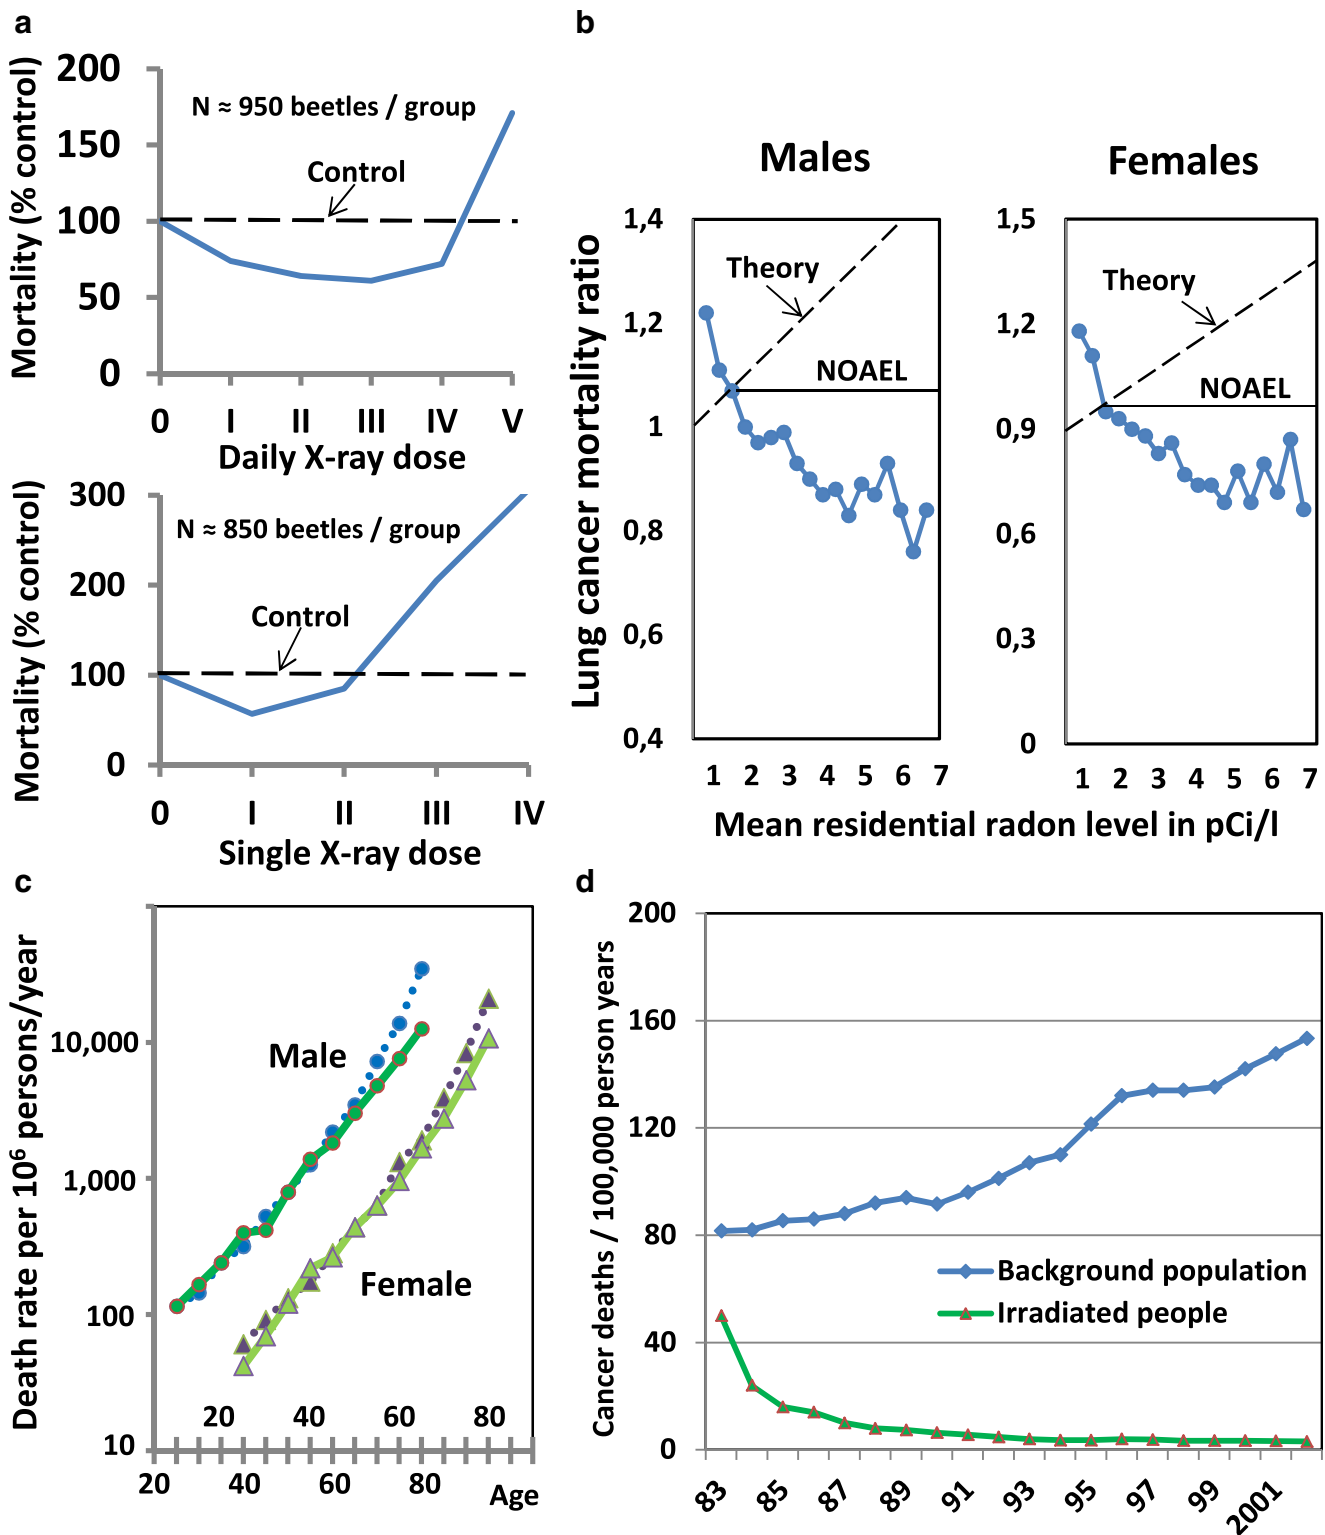 a
Mortality (% control)
200
150
100
50
0
N ≈ 950 beetles / group
Control
0 I II III IV V
Daily X-ray dose
Mortality (% control)
300
200
100
0
N ≈ 850 beetles / group
Control
0 I II III IV
Single X-ray dose
b
Males
Lung cancer mortality ratio
1,4
1,2
1
0,8
0,6
0,4
Theory
NOAEL
1 2 3 4 5 6 7
Females
1,5
1,2
0,9
0,6
0,3
0
Theory
NOAEL
1 2 3 4 5 6 7
Mean residential radon level in pCi/l
c
Death rate per 10⁶ persons/year
10,000
1,000
100
10
Male
Female
20 40 60 80
20 40 60 80 Age
d
Cancer deaths / 100,000 person years
200
160
120
80
40
0
Background population
Irradiated people
83 85 87 89 91 93 95 97 99 2001